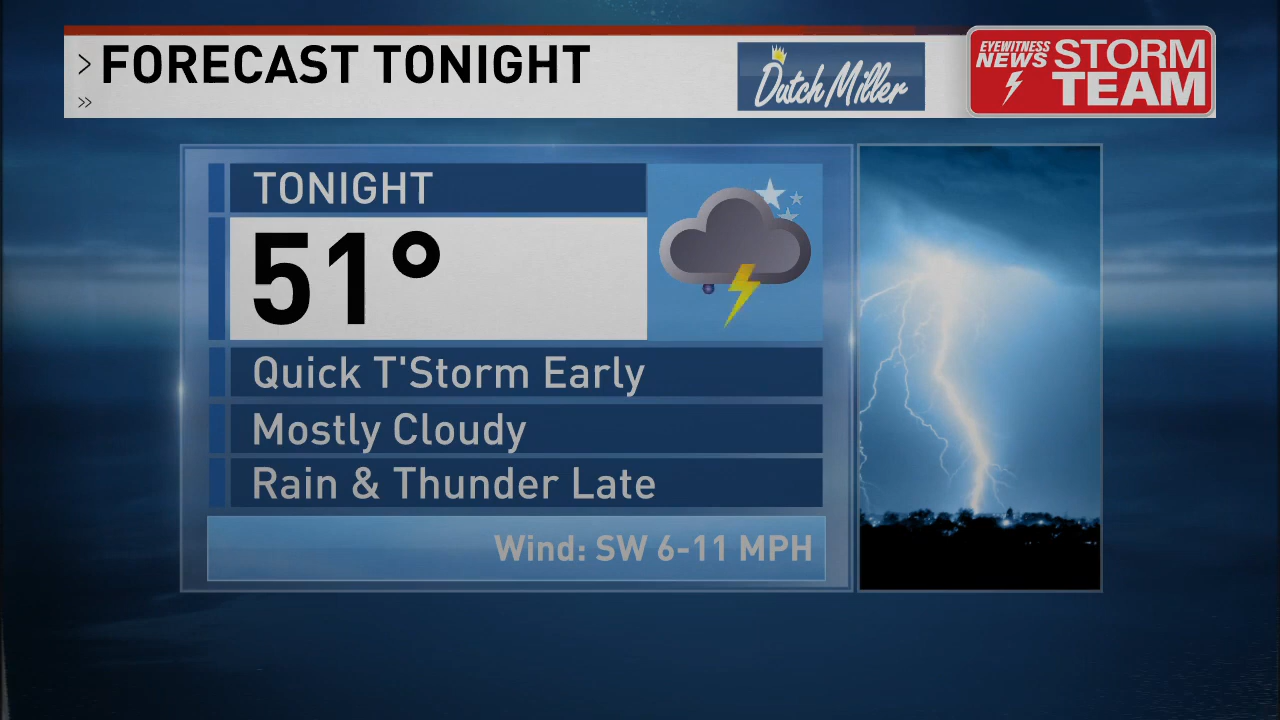 > FORECAST TONIGHT
»
Dutch Miller
EYEWITNESS
NEWS
STORM
TEAM
TONIGHT
51°
Quick T'Storm Early
Mostly Cloudy
Rain & Thunder Late
Wind: SW 6-11 MPH